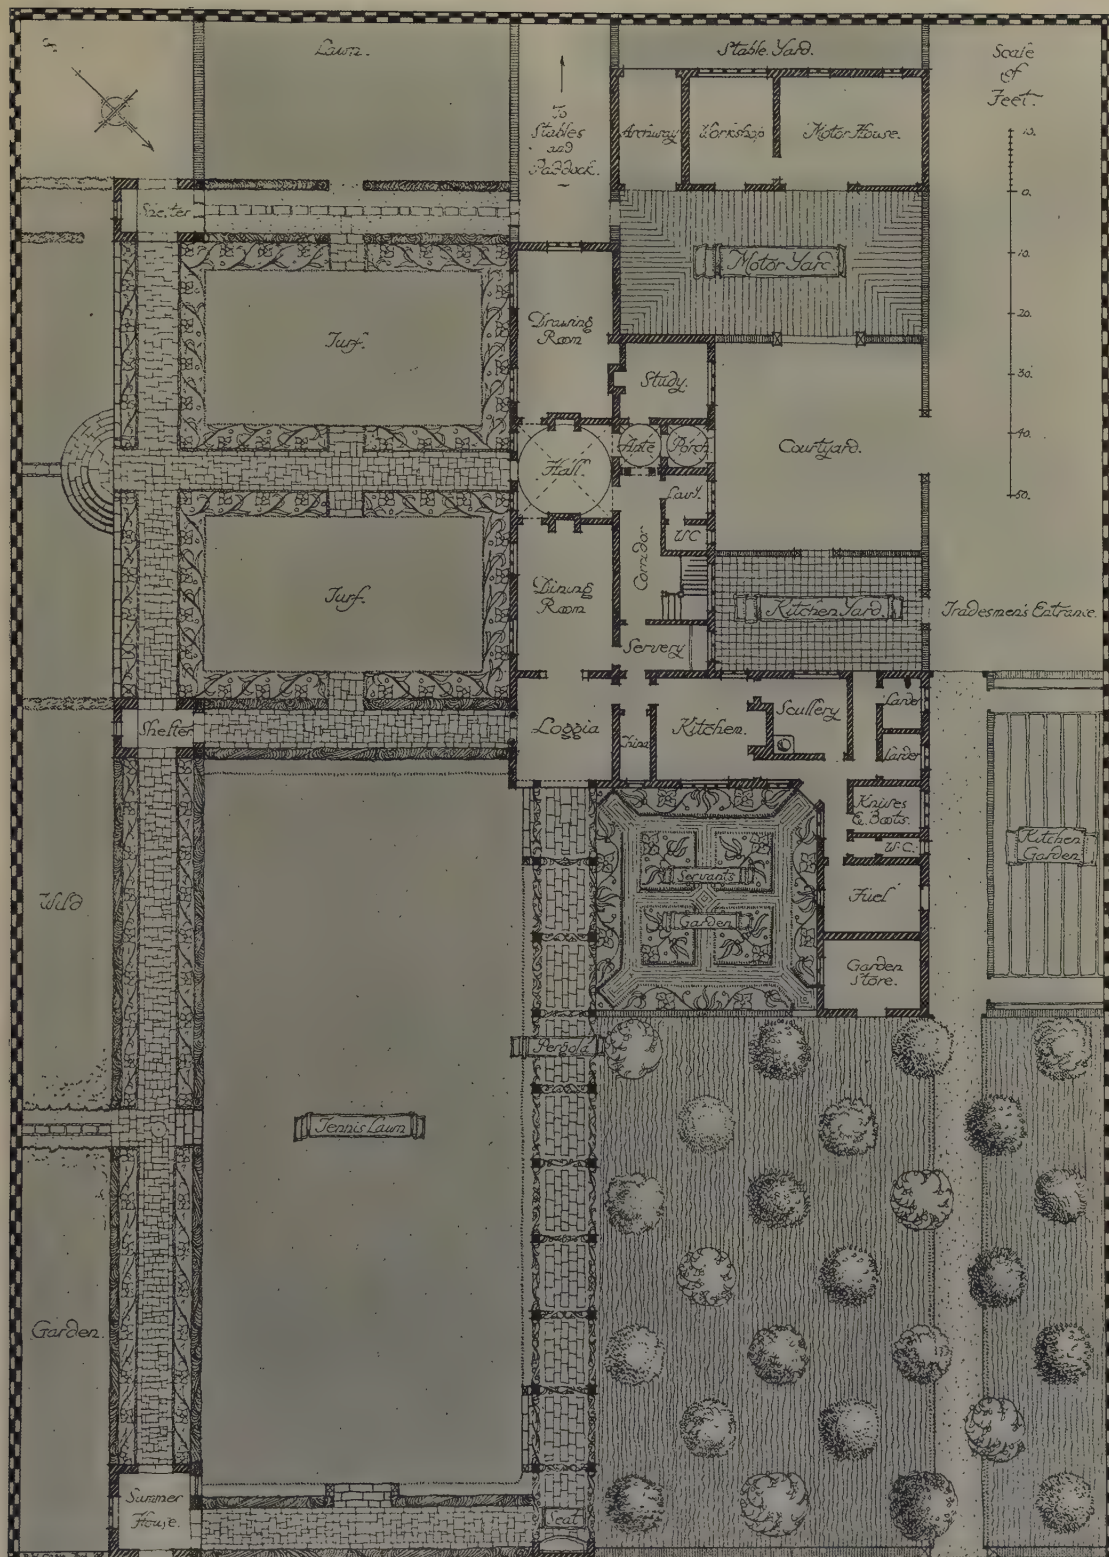 S.
Lawn.
To
Stables
and
Paddock.
Stable Yard.
Scale
of
Feet.
10.
0.
10.
20.
30.
40.
50.
Archway
Workshop
Motor House.
Shelter
Motor Yard
Turf.
Drawing
Room
Study.
Hall
Ante
Porch
Courtyard.
Lav'y.
W.C.
Corridor
Turf.
Dining
Room
Servery
Kitchen Yard.
Tradesmen's Entrance.
Shelter
Loggia
China
Kitchen.
Scullery
Larder
Larder
Knives
& Boots.
W.C.
Kitchen
Garden
Servants
Garden
Fuel
Garden
Store.
Wild
Garden.
Pergola
Tennis Lawn
Summer
House.
Seat